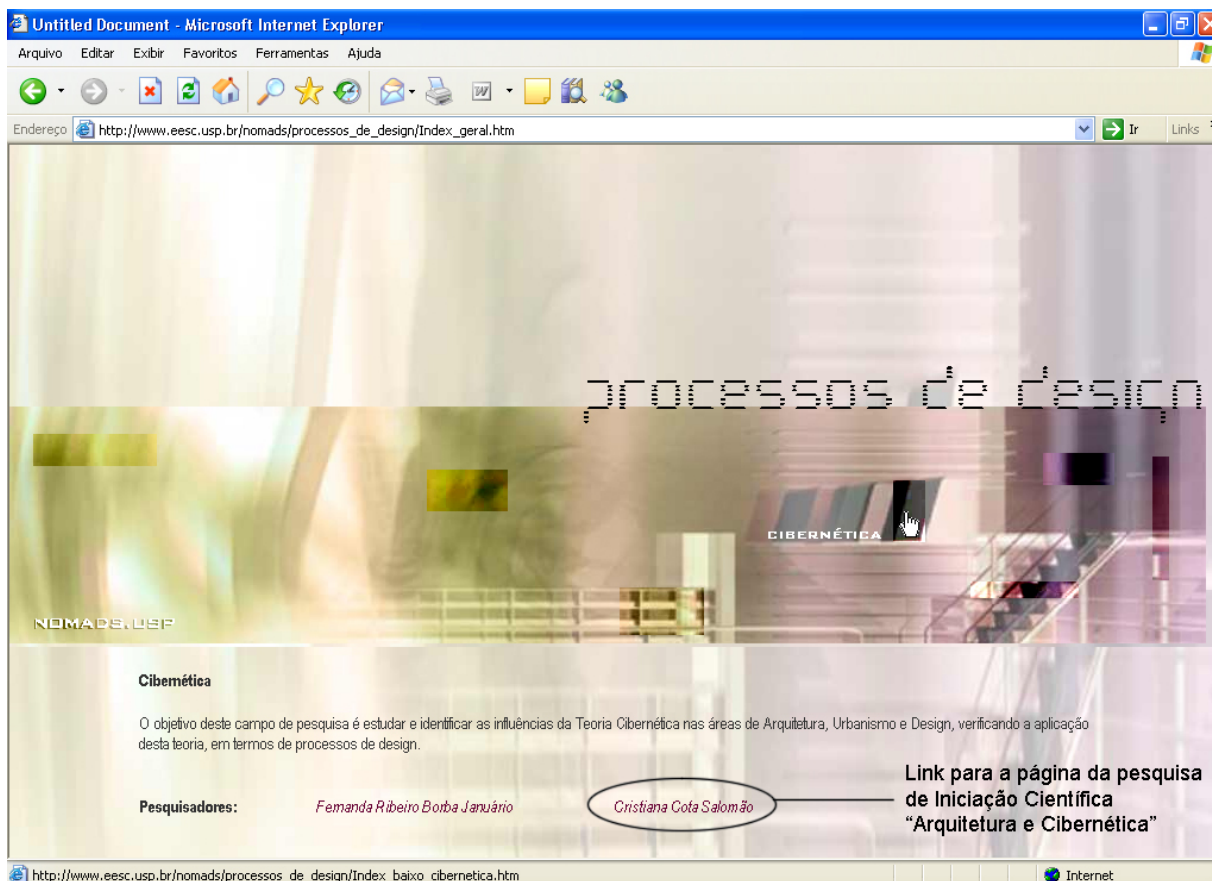 Untitled Document - Microsoft Internet Explorer
Arquivo Editar Exibir Favoritos Ferramentas Ajuda
W
Endereço http://www.eesc.usp.br/nomads/processos_de_design/Index_geral.htm Ir Links
processos de design
CIBERNÉTICA
NOMADS.USP
Cibernética
O objetivo deste campo de pesquisa é estudar e identificar as influências da Teoria Cibernética nas áreas de Arquitetura, Urbanismo e Design, verificando a aplicação
desta teoria, em termos de processos de design.
Pesquisadores: Fernanda Ribeiro Borba Januário Cristiana Cota Salomão
Link para a página da pesquisa
de Iniciação Científica
“Arquitetura e Cibernética”
http://www.eesc.usp.br/nomads/processos_de_design/Index_baixo_cibernetica.htm Internet